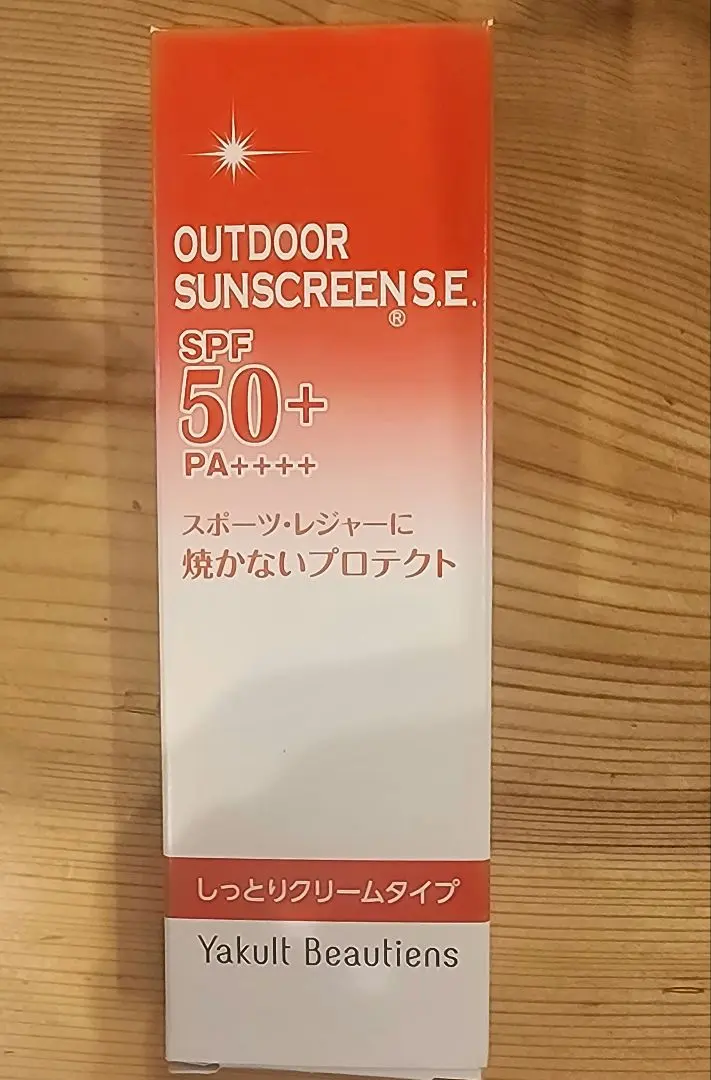 OUTDOOR
SUNSCREEN S.E.
®
SPF
50+
PA++++
スポーツ・レジャーに
焼かないプロテクト
しっとりクリームタイプ
Yakult Beautiens